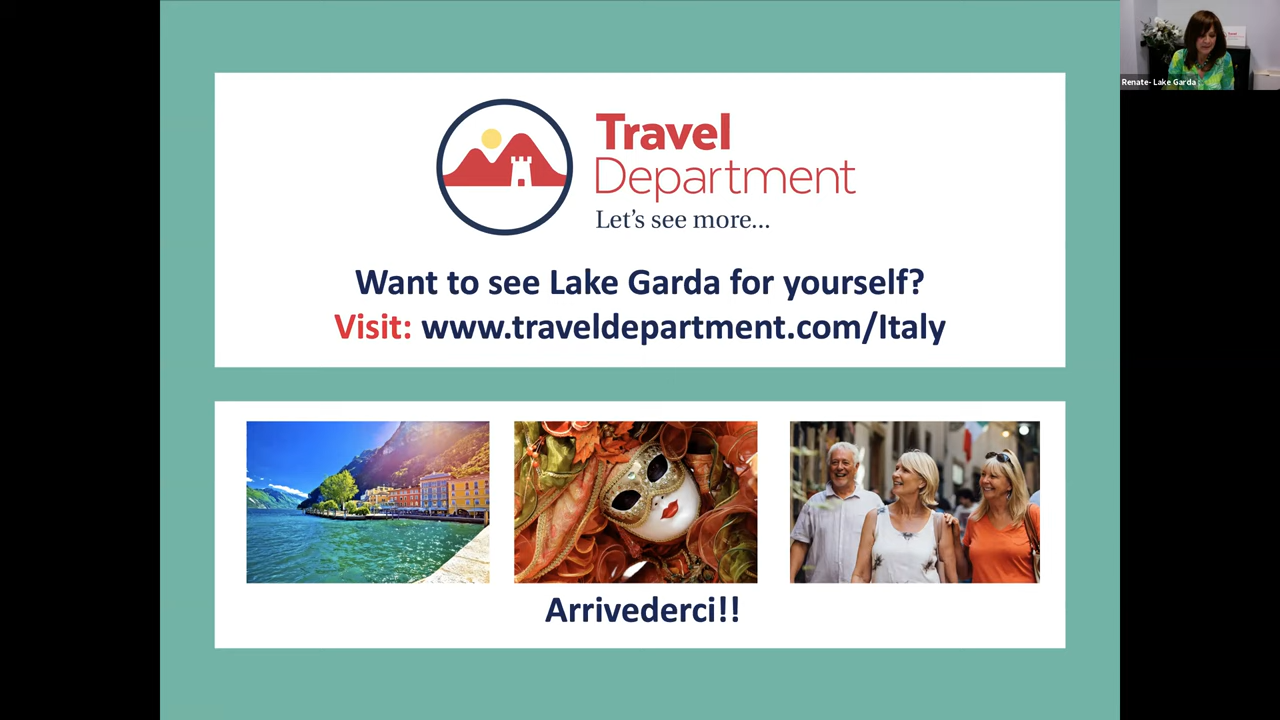 Renate- Lake Garda
Travel
Department
Let's see more...
Want to see Lake Garda for yourself?
Visit: www.traveldepartment.com/Italy
Arrivederci!!